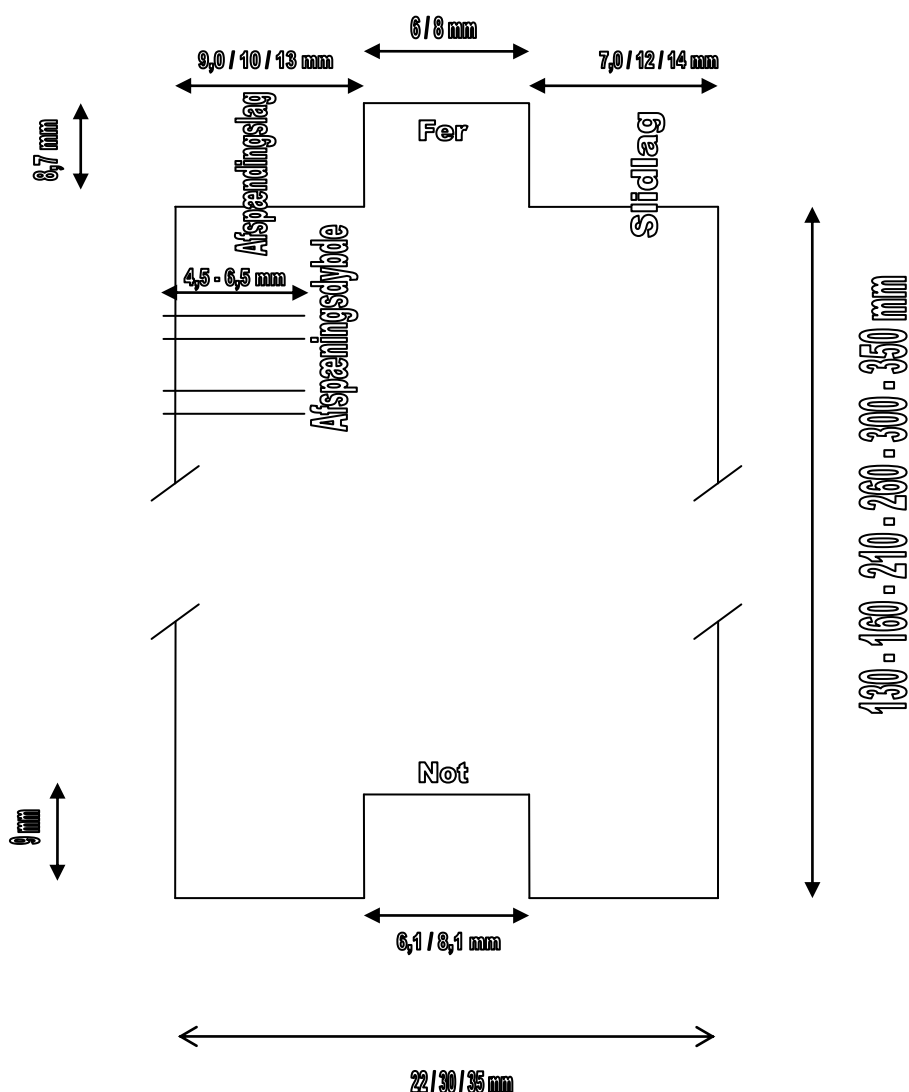 6 / 8 mm
9,0 / 10 / 13 mm
7,0 / 12 / 14 mm
8,7 mm
Afspændingslag
Fer
Slidlag
4,5 - 6,5 mm
Afspæningsdybde
130 - 160 - 210 - 260 - 300 - 350 mm
Not
9 mm
6,1 / 8,1 mm
22 / 30 / 35 mm